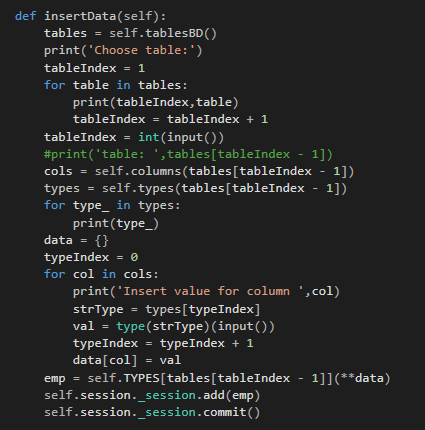 def insertData(self):
    tables = self.tablesBD()
    print('Choose table:')
    tableIndex = 1
    for table in tables:
        print(tableIndex,table)
        tableIndex = tableIndex + 1
    tableIndex = int(input())
    #print('table: ',tables[tableIndex - 1])
    cols = self.columns(tables[tableIndex - 1])
    types = self.types(tables[tableIndex - 1])
    for type_ in types:
        print(type_)
    data = {}
    typeIndex = 0
    for col in cols:
        print('Insert value for column ',col)
        strType = types[typeIndex]
        val = type(strType)(input())
        typeIndex = typeIndex + 1
        data[col] = val
    emp = self.TYPES[tables[tableIndex - 1]](**data)
    self.session._session.add(emp)
    self.session._session.commit()